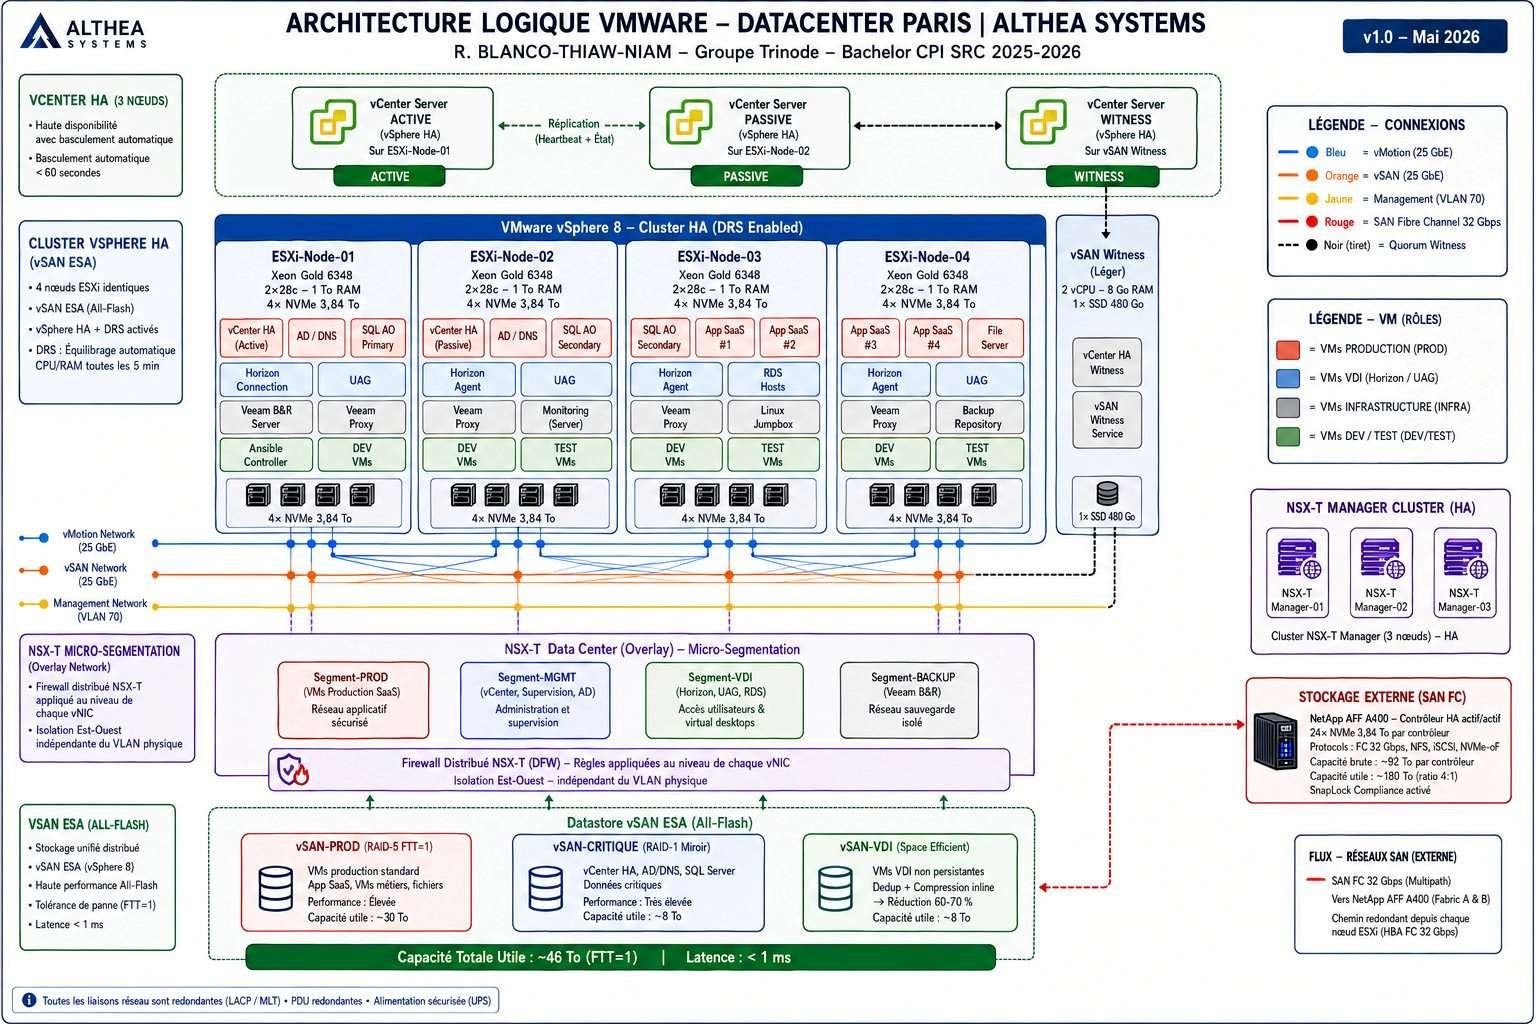 ALTHEA
SYSTEMS
ARCHITECTURE LOGIQUE VMWARE – DATACENTER PARIS | ALTHEA SYSTEMS
R. BLANCO-THIAW-NIAM – Groupe Trinode – Bachelor CPI SRC 2025-2026
v1.0 – Mai 2026
VCENTER HA (3 NŒUDS)
• Haute disponibilité
avec basculement automatique
• Basculement automatique
< 60 secondes
vCenter Server
ACTIVE
(vSphere HA)
Sur ESXi-Node-01
ACTIVE
Réplication
(Heartbeat + État)
vCenter Server
PASSIVE
(vSphere HA)
Sur ESXi-Node-02
PASSIVE
vCenter Server
WITNESS
(vSphere HA)
Sur vSAN Witness
WITNESS
LÉGENDE – CONNEXIONS
Bleu = vMotion (25 GbE)
Orange = vSAN (25 GbE)
Jaune = Management (VLAN 70)
Rouge = SAN Fibre Channel 32 Gbps
Noir (tiret) = Quorum Witness
CLUSTER VSPHERE HA
(vSAN ESA)
• 4 nœuds ESXi identiques
• vSAN ESA (All-Flash)
• vSphere HA + DRS activés
• DRS : Équilibrage automatique
CPU/RAM toutes les 5 min
VMware vSphere 8 – Cluster HA (DRS Enabled)
ESXi-Node-01
Xeon Gold 6348
2×28c – 1 To RAM
4× NVMe 3,84 To
vCenter HA
(Active)
AD / DNS
SQL AO
Primary
Horizon
Connection
UAG
Veeam B&R
Server
Veeam
Proxy
Ansible
Controller
DEV
VMs
4× NVMe 3,84 To
ESXi-Node-02
Xeon Gold 6348
2×28c – 1 To RAM
4× NVMe 3,84 To
vCenter HA
(Passive)
AD / DNS
SQL AO
Secondary
Horizon
Agent
UAG
Veeam
Proxy
Monitoring
(Server)
DEV
VMs
TEST
VMs
4× NVMe 3,84 To
ESXi-Node-03
Xeon Gold 6348
2×28c – 1 To RAM
4× NVMe 3,84 To
SQL AO
Secondary
App SaaS
#1
App SaaS
#2
Horizon
Agent
RDS
Hosts
Veeam
Proxy
Linux
Jumpbox
DEV
VMs
TEST
VMs
4× NVMe 3,84 To
ESXi-Node-04
Xeon Gold 6348
2×28c – 1 To RAM
4× NVMe 3,84 To
App SaaS
#3
App SaaS
#4
File
Server
Horizon
Agent
UAG
Veeam
Proxy
Backup
Repository
DEV
VMs
TEST
VMs
4× NVMe 3,84 To
vSAN Witness
(Léger)
2 vCPU – 8 Go RAM
1× SSD 480 Go
vCenter HA
Witness
vSAN
Witness
Service
1× SSD 480 Go
LÉGENDE – VM (RÔLES)
= VMs PRODUCTION (PROD)
= VMs VDI (Horizon / UAG)
= VMs INFRASTRUCTURE (INFRA)
= VMs DEV / TEST (DEV/TEST)
NSX-T MANAGER CLUSTER (HA)
NSX-T
Manager-01
NSX-T
Manager-02
NSX-T
Manager-03
Cluster NSX-T Manager (3 nœuds) – HA
vMotion Network
(25 GbE)
vSAN Network
(25 GbE)
Management Network
(VLAN 70)
NSX-T MICRO-SEGMENTATION
(Overlay Network)
• Firewall distribué NSX-T
appliqué au niveau de
chaque vNIC
• Isolation Est-Ouest
indépendante du VLAN physique
NSX-T Data Center (Overlay) – Micro-Segmentation
Segment-PROD
(VMs Production SaaS)
Réseau applicatif
sécurisé
Segment-MGMT
(vCenter, Supervision, AD)
Administration et
supervision
Segment-VDI
(Horizon, UAG, RDS)
Accès utilisateurs &
virtual desktops
Segment-BACKUP
(Veeam B&R)
Réseau sauvegarde
isolé
Firewall Distribué NSX-T (DFW) – Règles appliquées au niveau de chaque vNIC
Isolation Est-Ouest – indépendant du VLAN physique
STOCKAGE EXTERNE (SAN FC)
NetApp AFF A400 – Contrôleur HA actif/actif
24× NVMe 3,84 To par contrôleur
Protocols : FC 32 Gbps, NFS, iSCSI, NVMe-oF
Capacité brute : ~92 To par contrôleur
Capacité utile : ~180 To (ratio 4:1)
SnapLock Compliance activé
VSAN ESA (ALL-FLASH)
• Stockage unifié distribué
• vSAN ESA (vSphere 8)
• Haute performance All-Flash
• Tolérance de panne (FTT=1)
• Latence < 1 ms
Datastore vSAN ESA (All-Flash)
vSAN-PROD (RAID-5 FTT=1)
VMs production standard
App SaaS, VMs métiers, fichiers
Performance : Élevée
Capacité utile : ~30 To
vSAN-CRITIQUE (RAID-1 Miroir)
vCenter HA, AD/DNS, SQL Server
Données critiques
Performance : Très élevée
Capacité utile : ~8 To
vSAN-VDI (Space Efficient)
VMs VDI non persistantes
Dedup + Compression inline
→ Réduction 60-70 %
Capacité utile : ~8 To
Capacité Totale Utile : ~46 To (FTT=1) | Latence : < 1 ms
FLUX – RÉSEAUX SAN (EXTERNE)
SAN FC 32 Gbps (Multipath)
Vers NetApp AFF A400 (Fabric A & B)
Chemin redondant depuis chaque
nœud ESXi (HBA FC 32 Gbps)
Toutes les liaisons réseau sont redondantes (LACP / MLT) • PDU redondantes • Alimentation sécurisée (UPS)